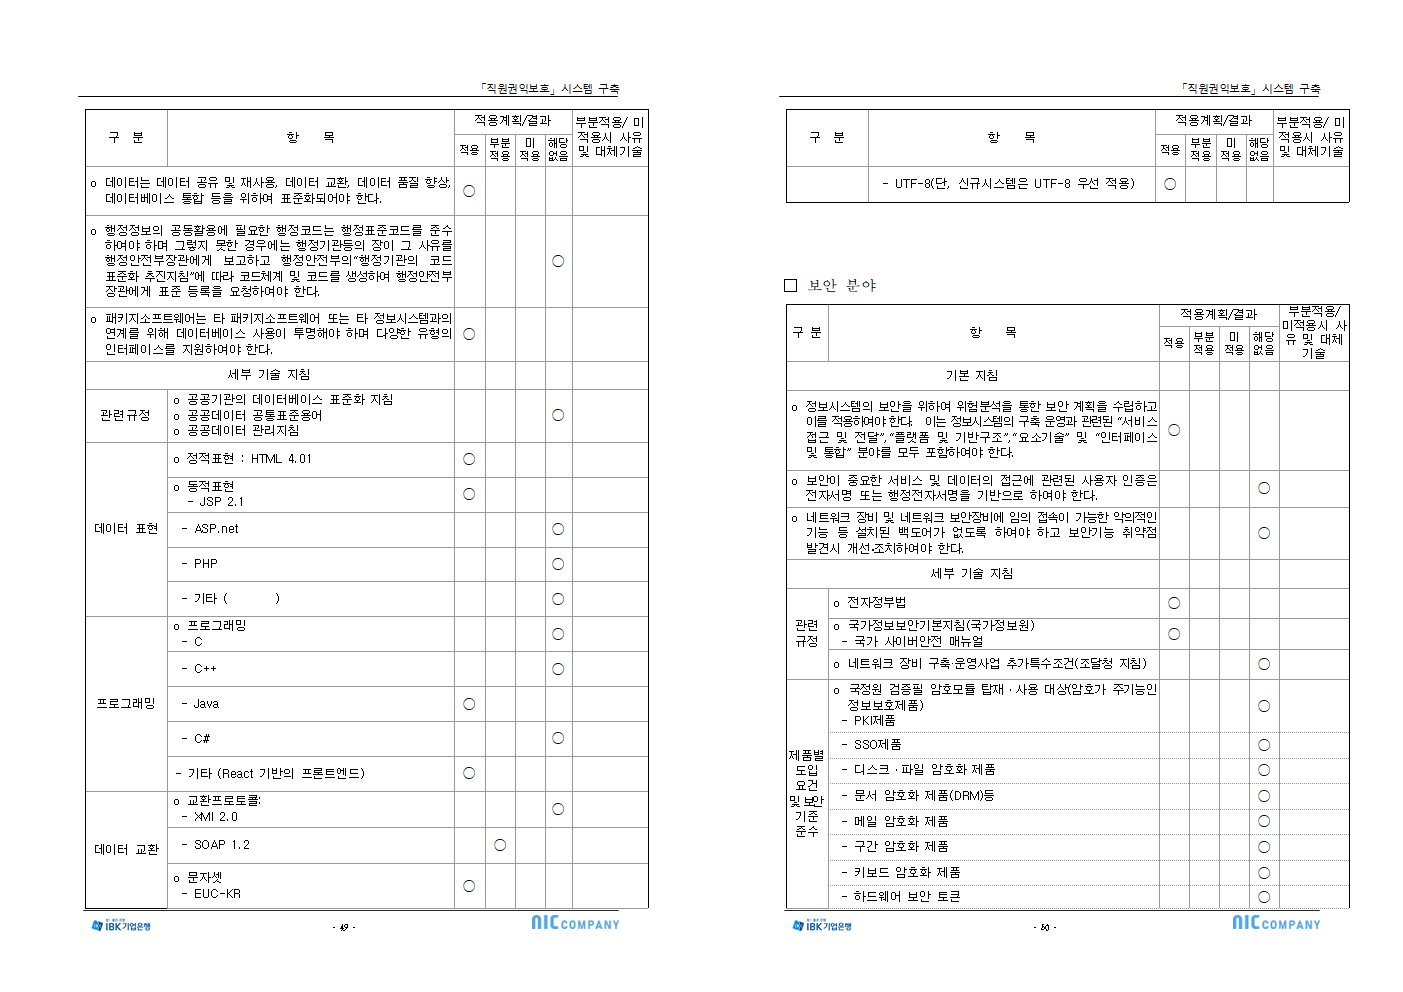 「직원권익보호」 시스템 구축
구 분
항 목
적용계획/결과
부분적용/ 미
적용시 사유
및 대체기술
적용
부분
적용
미
적용
해당
없음
o 데이터는 데이터 공유 및 재사용, 데이터 교환, 데이터 품질 향상,
데이터베이스 통합 등을 위하여 표준화되어야 한다.
○
o 행정정보의 공동활용에 필요한 행정코드는 행정표준코드를 준수
하여야 하며 그렇지 못한 경우에는 행정기관등의 장이 그 사유를
행정안전부장관에게 보고하고 행정안전부의"행정기관의 코드
표준화 추진지침"에 따라 코드체계 및 코드를 생성하여 행정안전부
장관에게 표준 등록을 요청하여야 한다.
○
o 패키지소프트웨어는 타 패키지소프트웨어 또는 타 정보시스템과의
연계를 위해 데이터베이스 사용이 투명해야 하며 다양한 유형의
인터페이스를 지원하여야 한다.
○
세부 기술 지침
관련규정
o 공공기관의 데이터베이스 표준화 지침
o 공공데이터 공통표준용어
o 공공데이터 관리지침
○
데이터 표현
o 정적표현 : HTML 4.01
○
o 동적표현
- JSP 2.1
○
- ASP.net
○
- PHP
○
- 기타 ( )
○
프로그래밍
o 프로그래밍
- C
○
- C++
○
- Java
○
- C#
○
- 기타 (React 기반의 프론트엔드)
○
데이터 교환
o 교환프로토콜:
- XMI 2.0
○
- SOAP 1.2
○
o 문자셋
- EUC-KR
○
IBK기업은행
- 49 -
NIC COMPANY
「직원권익보호」 시스템 구축
구 분
항 목
적용계획/결과
부분적용/ 미
적용시 사유
및 대체기술
적용
부분
적용
미
적용
해당
없음
- UTF-8(단, 신규시스템은 UTF-8 우선 적용)
○
□ 보안 분야
구 분
항 목
적용계획/결과
부분적용/
미적용시 사
유 및 대체
기술
적용
부분
적용
미
적용
해당
없음
기본 지침
o 정보시스템의 보안을 위하여 위험분석을 통한 보안 계획을 수립하고
이를 적용하여야 한다. 이는 정보시스템의 구축 운영과 관련된 "서비스
접근 및 전달", "플랫폼 및 기반구조", "요소기술" 및 "인터페이스
및 통합" 분야를 모두 포함하여야 한다.
○
o 보안이 중요한 서비스 및 데이터의 접근에 관련된 사용자 인증은
전자서명 또는 행정전자서명을 기반으로 하여야 한다.
○
o 네트워크 장비 및 네트워크 보안장비에 임의 접속이 가능한 악의적인
기능 등 설치된 백도어가 없도록 하여야 하고 보안기능 취약점
발견시 개선·조치하여야 한다.
○
세부 기술 지침
관련
규정
o 전자정부법
○
o 국가정보보안기본지침(국가정보원)
- 국가 사이버안전 매뉴얼
○
o 네트워크 장비 구축·운영사업 추가특수조건(조달청 지침)
○
제품별
도입
요건
및 보안
기준
준수
o 국정원 검증필 암호모듈 탑재·사용 대상(암호가 주기능인
정보보호제품)
- PKI제품
○
- SSO제품
○
- 디스크·파일 암호화 제품
○
- 문서 암호화 제품(DRM)등
○
- 메일 암호화 제품
○
- 구간 암호화 제품
○
- 키보드 암호화 제품
○
- 하드웨어 보안 토큰
○
IBK기업은행
- 50 -
NIC COMPANY